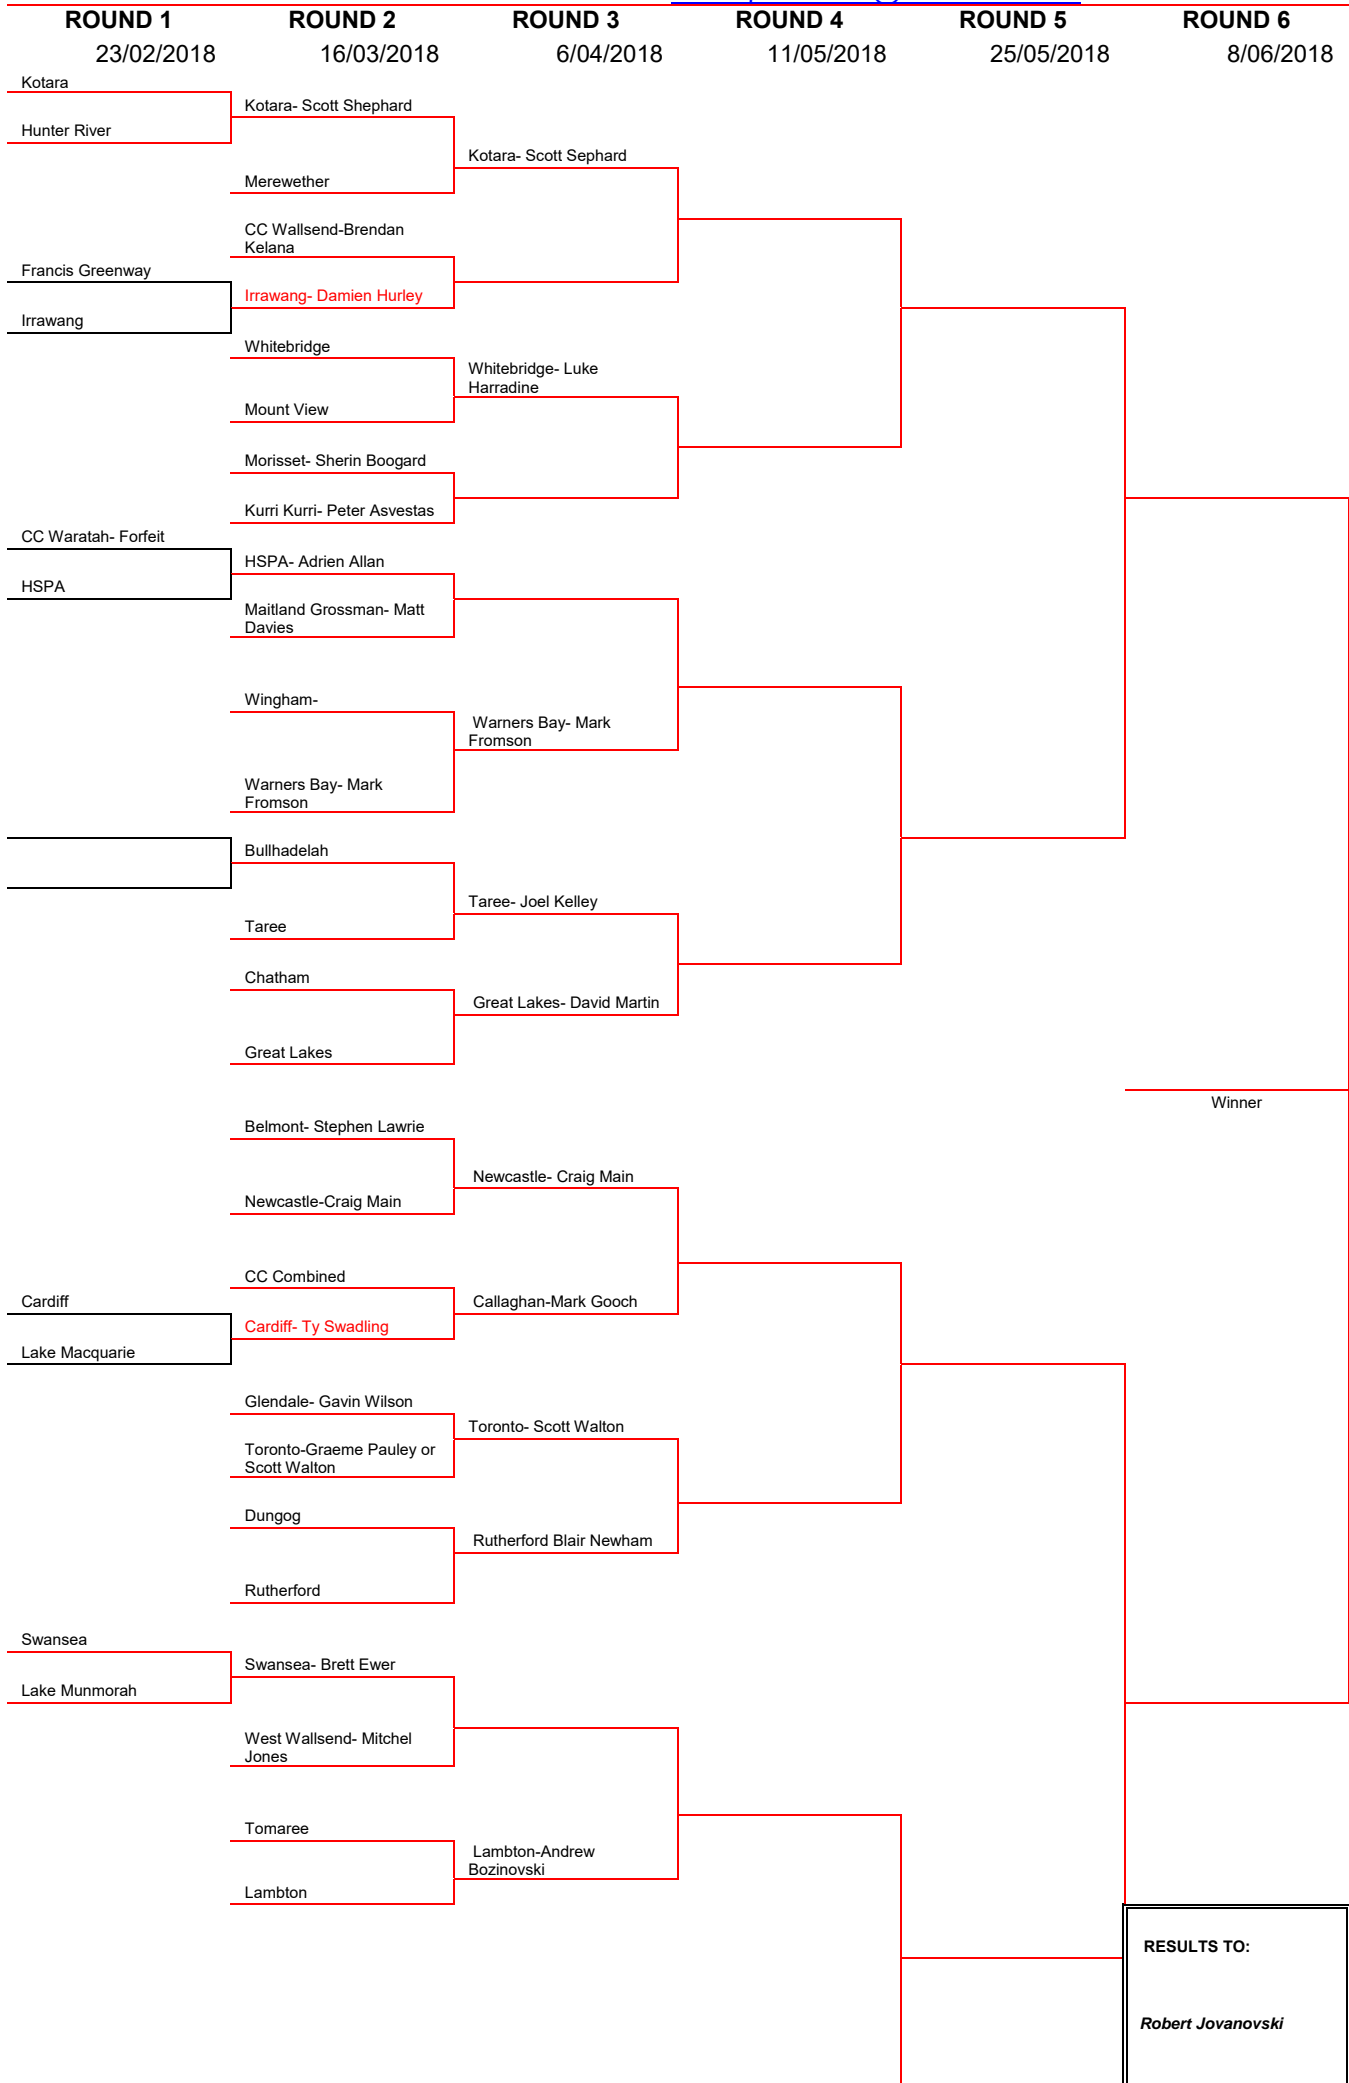 ROUND 1 ROUND 2 ROUND 3 ROUND 4 ROUND 5 ROUND 6
23/02/2018 16/03/2018 6/04/2018 11/05/2018 25/05/2018 8/06/2018
Kotara
Kotara- Scott Shephard
Hunter River
Kotara- Scott Sephard
Merewether
CC Wallsend-Brendan
Kelana
Francis Greenway
Irrawang- Damien Hurley
Irrawang
Whitebridge
Whitebridge- Luke
Harradine
Mount View
Morisset- Sherin Boogard
Kurri Kurri- Peter Asvestas
CC Waratah- Forfeit
HSPA- Adrien Allan
HSPA
Maitland Grossman- Matt
Davies
Wingham-
Warners Bay- Mark
Fromson
Warners Bay- Mark
Fromson
Bullhadelah
Taree- Joel Kelley
Taree
Chatham
Great Lakes- David Martin
Great Lakes
Winner
Belmont- Stephen Lawrie
Newcastle- Craig Main
Newcastle-Craig Main
CC Combined
Cardiff
Callaghan-Mark Gooch
Cardiff- Ty Swadling
Lake Macquarie
Glendale- Gavin Wilson
Toronto- Scott Walton
Toronto-Graeme Pauley or
Scott Walton
Dungog
Rutherford Blair Newham
Rutherford
Swansea
Swansea- Brett Ewer
Lake Munmorah
West Wallsend- Mitchel
Jones
Tomaree
Lambton-Andrew
Bozinovski
Lambton
RESULTS TO:
Robert Jovanovski